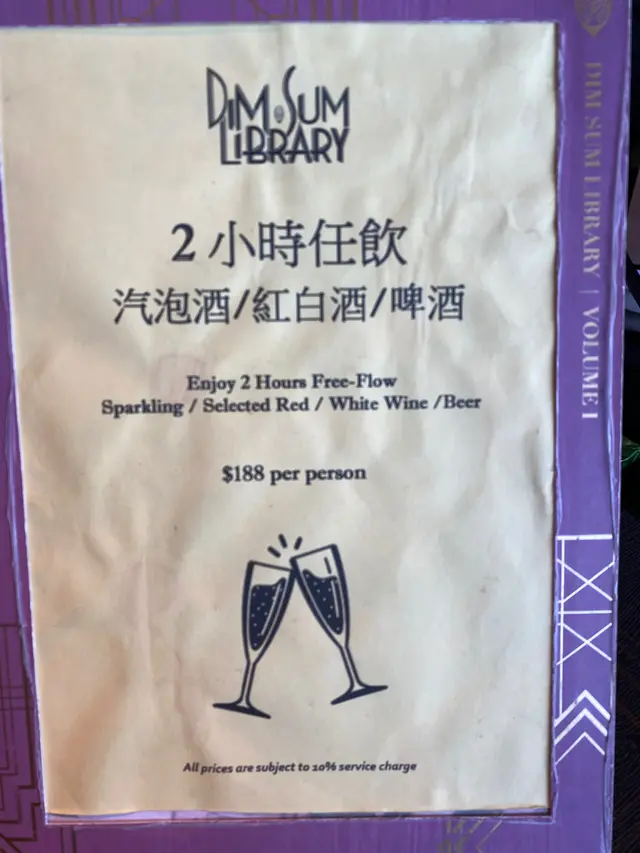 DIM SUM
LIBRARY
2 小時任飲
汽泡酒/紅白酒/啤酒
Enjoy 2 Hours Free-Flow
Sparkling / Selected Red / White Wine /Beer
$188 per person
All prices are subject to 10% service charge
DIM SUM LIBRARY | VOLUME I